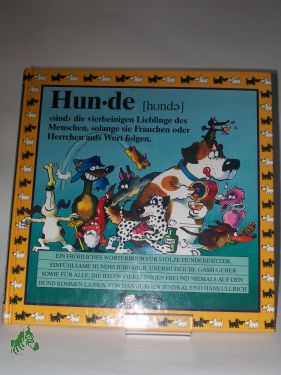 Hun·de [hʊndə]
‹sind› die vierbeinigen Lieblinge des
Menschen, solange sie Frauchen oder
Herrchen aufs Wort folgen.
EIN FRÖHLICHES WÖRTERBUCH FÜR STOLZE HUNDEBESITZER,
EINFÜHLSAME HUNDELIEBHABER, UNERMÜDLICHE GASSI-GEHER
SOWIE FÜR ALLE, DIE IHREN VIERBEINIGEN FREUND NIEMALS AUF DEN
HUND KOMMEN LASSEN VON HANS JÜRGEN JENDRAL UND HANS ULLRICH